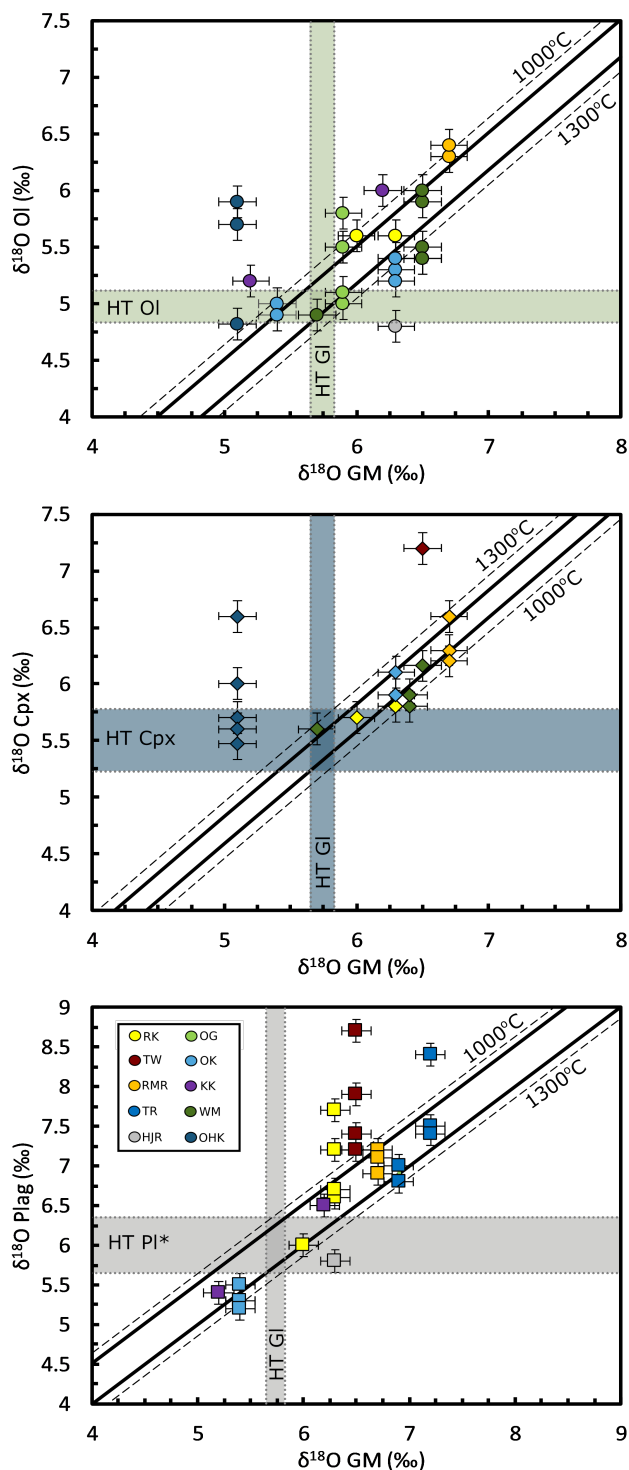 7.5
7
6.5
6
5.5
5
4.5
4
δ¹⁸O Ol (‰)
1000°C
1300°C
HT Ol
HT Gl
4 5 6 7 8
δ¹⁸O GM (‰)
7.5
7
6.5
6
5.5
5
4.5
4
δ¹⁸O Cpx (‰)
1300°C
1000°C
HT Cpx
HT Gl
4 5 6 7 8
δ¹⁸O GM (‰)
9
8.5
8
7.5
7
6.5
6
5.5
5
4.5
4
δ¹⁸O Plag (‰)
RK OG
TW OK
RMR KK
TR WM
HJR OHK
1000°C
1300°C
HT Pl*
HT Gl
4 5 6 7 8 9
δ¹⁸O GM (‰)